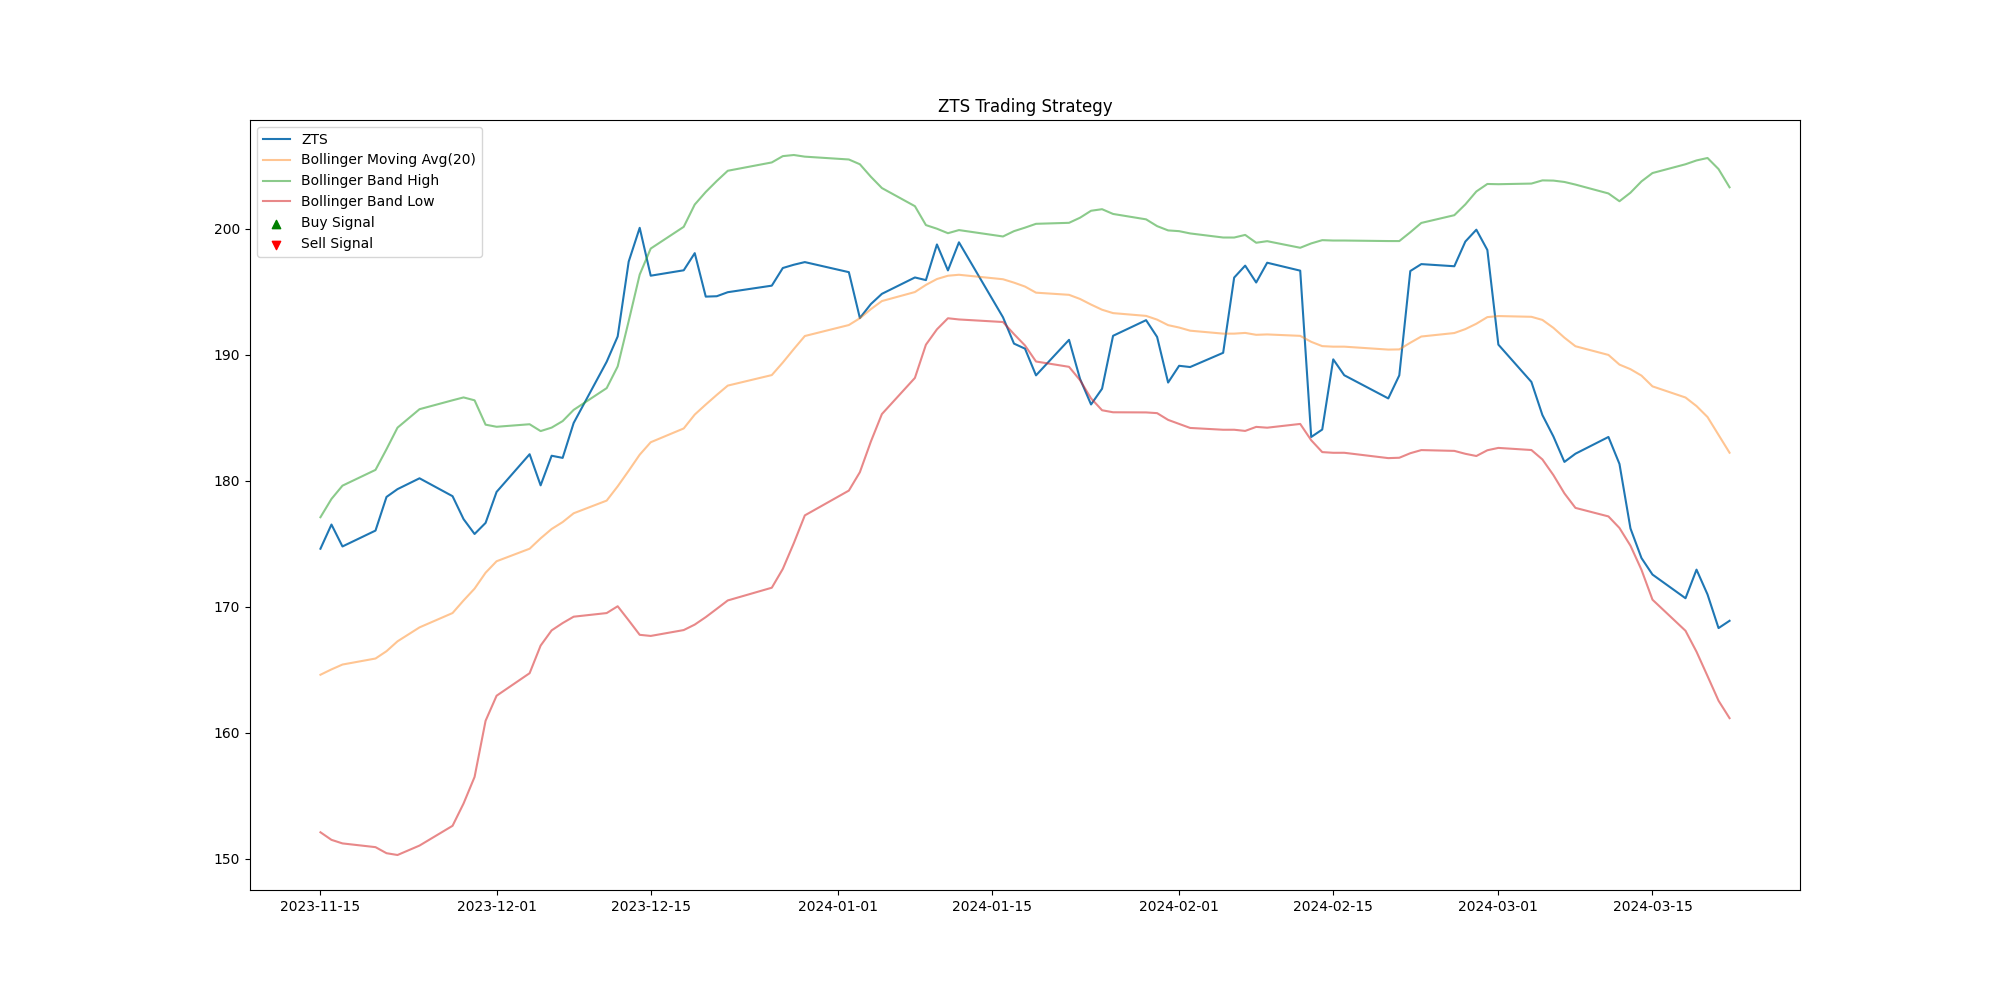 ZTS Trading Strategy
ZTS
Bollinger Moving Avg(20)
Bollinger Band High
Bollinger Band Low
Buy Signal
Sell Signal
200
190
180
170
160
150
2023-11-15 2023-12-01 2023-12-15 2024-01-01 2024-01-15 2024-02-01 2024-02-15 2024-03-01 2024-03-15